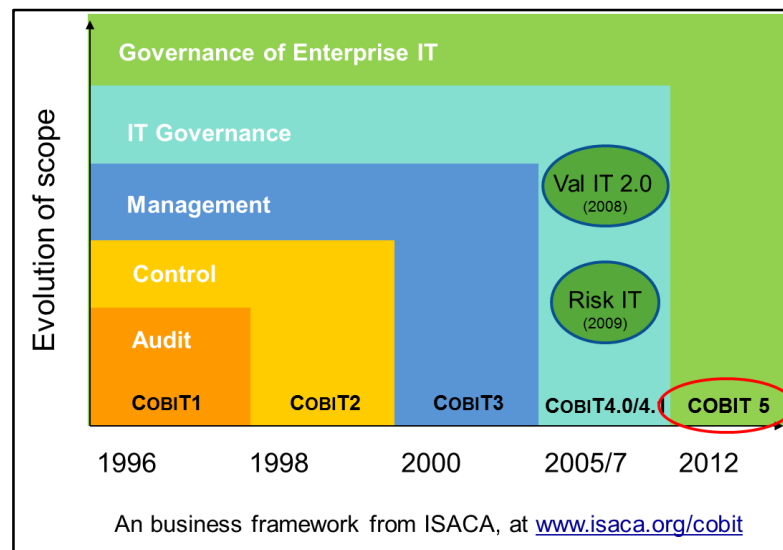 Governance of Enterprise IT
IT Governance
Val IT 2.0
(2008)
Management
Control
Risk IT
(2009)
Audit
COBIT1
COBIT2
COBIT3
COBIT4.0/4.1
COBIT 5
Evolution of scope
1996
1998
2000
2005/7
2012
An business framework from ISACA, at www.isaca.org/cobit